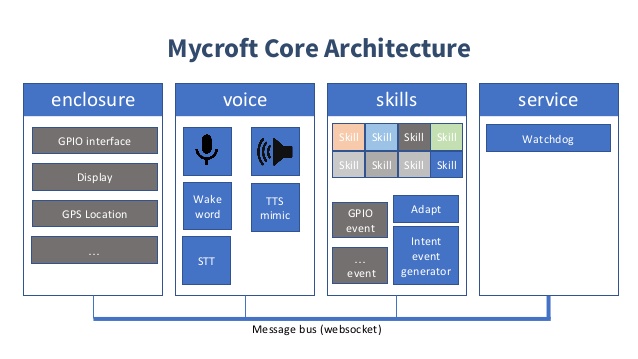 Mycroft Core Architecture
enclosure
GPIO interface
Display
GPS Location
...
voice
Wake
word
STT
TTS
mimic
skills
Skill Skill Skill Skill
Skill Skill Skill Skill
GPIO
event
...
event
Adapt
Intent
event
generator
service
Watchdog
Message bus (websocket)